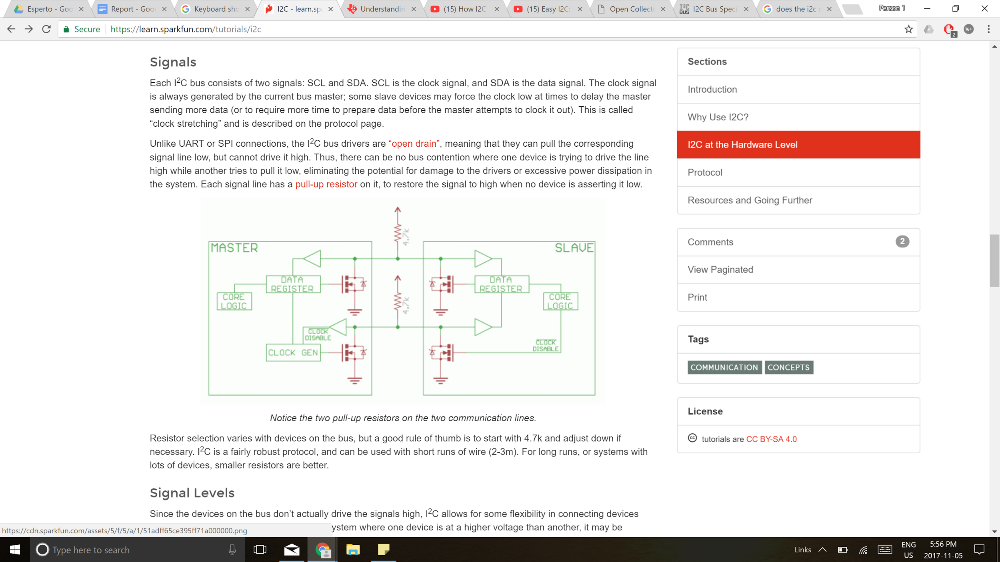 Esperto - Goo
Report - Goog
Keyboard sho
I2C - learn.spa
Understandin
(15) How I2C
(15) Easy I2C:
Open Collecto
I2C Bus Speci
does the i2c c
Person 1
Secure
https://learn.sparkfun.com/tutorials/i2c
2
W+
Signals
Each I²C bus consists of two signals: SCL and SDA. SCL is the clock signal, and SDA is the data signal. The clock signal
is always generated by the current bus master; some slave devices may force the clock low at times to delay the master
sending more data (or to require more time to prepare data before the master attempts to clock it out). This is called
“clock stretching” and is described on the protocol page.
Unlike UART or SPI connections, the I²C bus drivers are “open drain”, meaning that they can pull the corresponding
signal line low, but cannot drive it high. Thus, there can be no bus contention where one device is trying to drive the line
high while another tries to pull it low, eliminating the potential for damage to the drivers or excessive power dissipation in
the system. Each signal line has a pull-up resistor on it, to restore the signal to high when no device is asserting it low.
MASTER
SLAVE
4.7k
4.7k
DATA
REGISTER
CORE
LOGIC
CLOCK
DISABLE
CLOCK GEN
DATA
REGISTER
CORE
LOGIC
CLOCK
DISABLE
Notice the two pull-up resistors on the two communication lines.
Resistor selection varies with devices on the bus, but a good rule of thumb is to start with 4.7k and adjust down if
necessary. I²C is a fairly robust protocol, and can be used with short runs of wire (2-3m). For long runs, or systems with
lots of devices, smaller resistors are better.
Signal Levels
Since the devices on the bus don’t actually drive the signals high, I²C allows for some flexibility in connecting devices
ystem where one device is at a higher voltage than another, it may be
https://cdn.sparkfun.com/assets/5/f/5/a/1/51adff65ce395ff71a000000.png
Sections
Introduction
Why Use I2C?
I2C at the Hardware Level
Protocol
Resources and Going Further
Comments
2
View Paginated
Print
Tags
COMMUNICATION
CONCEPTS
License
cc tutorials are CC BY-SA 4.0
Type here to search
Links
ENG
US
5:56 PM
2017-11-05